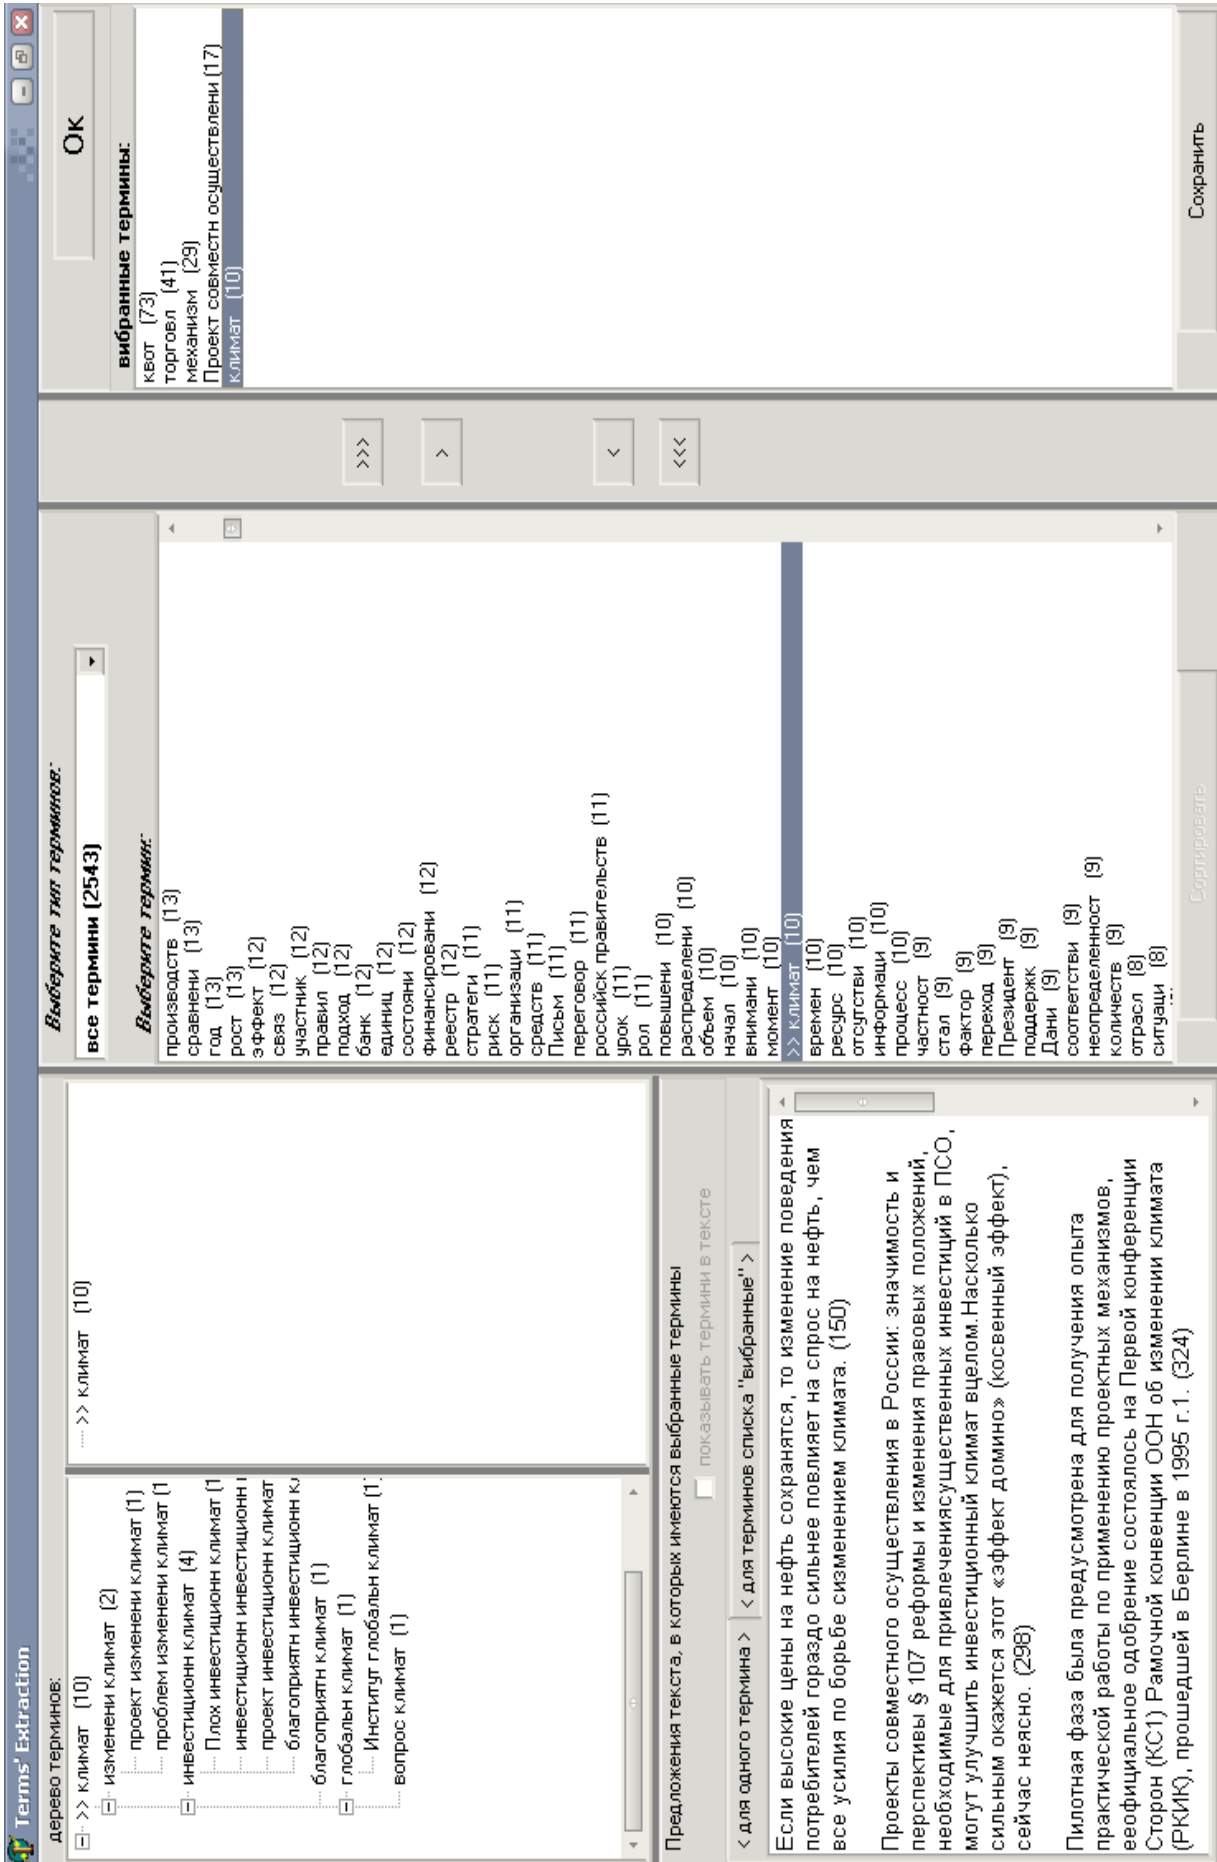 Terms' Extraction
дерево терминов:
>> климат (10)
изменени климат (2)
проект изменени климат (1)
проблем изменени климат (1
инвестиционн климат (4)
Плох инвестиционн климат (1
инвестиционн инвестиционн
проект инвестиционн климат
благоприятн инвестиционн
благоприятн климат (1)
глобальн климат (1)
Институт глобальн климат (1)
вопрос климат (1)
>> климат (10)
Предложения текста, в которых имеются выбранные термины
показывать термини в тексте
< для одного термина >
< для терминов списка "вибранные" >
Если высокие цены на нефть сохранятся, то изменение поведения
потребителей гораздо сильнее повлияет на спрос на нефть, чем
все усилия по борьбе сизменением климата. (150)
Проекты совместного осуществления в России: значимость и
перспективы § 107 реформы и изменения правовых положений,
необходимые для привлечениясущественных инвестиций в ПСО,
могут улучшить инвестиционный климат вцелом.Насколько
сильным окажется этот «эффект домино» (косвенный эффект),
сейчас неясно. (298)
Пилотная фаза была предусмотрена для получения опыта
практической работы по применению проектных механизмов,
ееофициальное одобрение состоялось на Первой конференции
Сторон (КС1) Рамочной конвенции ООН об изменении климата
(РКИК), прошедшей в Берлине в 1995 г.1. (324)
Выберите тип терминов:
все термини (2543)
Выберите термин:
производств (13)
сравнени (13)
год (13)
рост (13)
эффект (12)
связ (12)
участник (12)
правил (12)
подход (12)
банк (12)
единиц (12)
состояни (12)
финансировани (12)
реестр (12)
стратеги (11)
риск (11)
организаци (11)
средств (11)
Письм (11)
переговор (11)
российск правительств (11)
урок (11)
рол (11)
повышени (10)
распределени (10)
объем (10)
начал (10)
внимани (10)
момент (10)
>> климат (10)
времен (10)
ресурс (10)
отсутстви (10)
информаци (10)
процесс (10)
частност (9)
стал (9)
фактор (9)
переход (9)
Президент (9)
поддержк (9)
Дани (9)
соответстви (9)
неопределенност (9)
количеств (9)
отрасл (8)
ситуаци (8)
Сортировать
>>>
>
<
<<<
Ок
вибранные термины:
квот (73)
торговл (41)
механизм (29)
Проект совместн осуществлени (17)
климат (10)
Сохранить